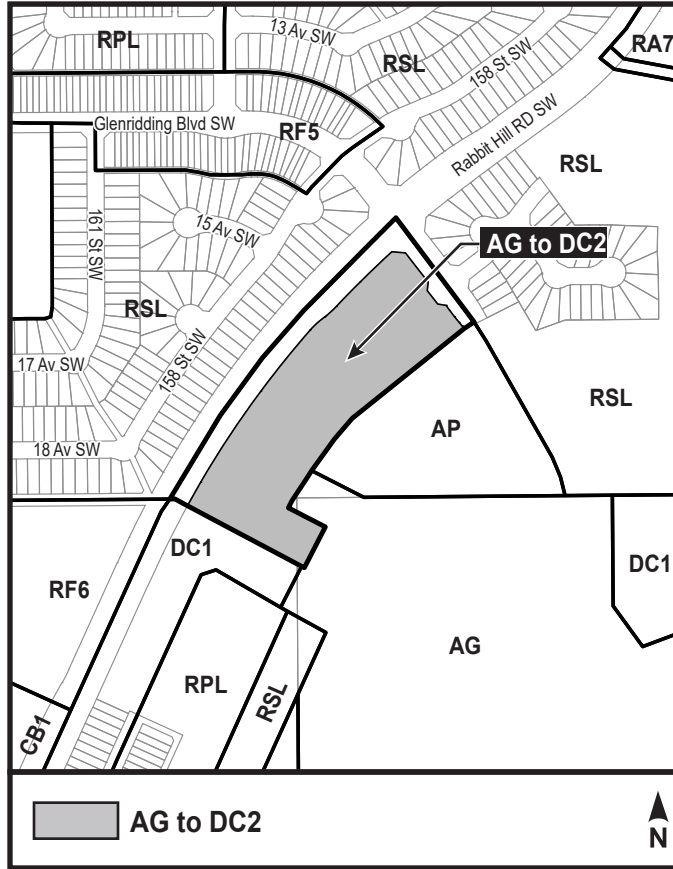 RPL
13 Av SW
RSL
158 St SW
RA7
Glenridding Blvd SW
RF5
Rabbit Hill RD SW
RSL
161 St SW
15 Av SW
AG to DC2
RSL
158 St SW
17 Av SW
RSL
18 Av SW
AP
DC1
DC1
RF6
AG
RPL
RSL
CB1
AG to DC2
N